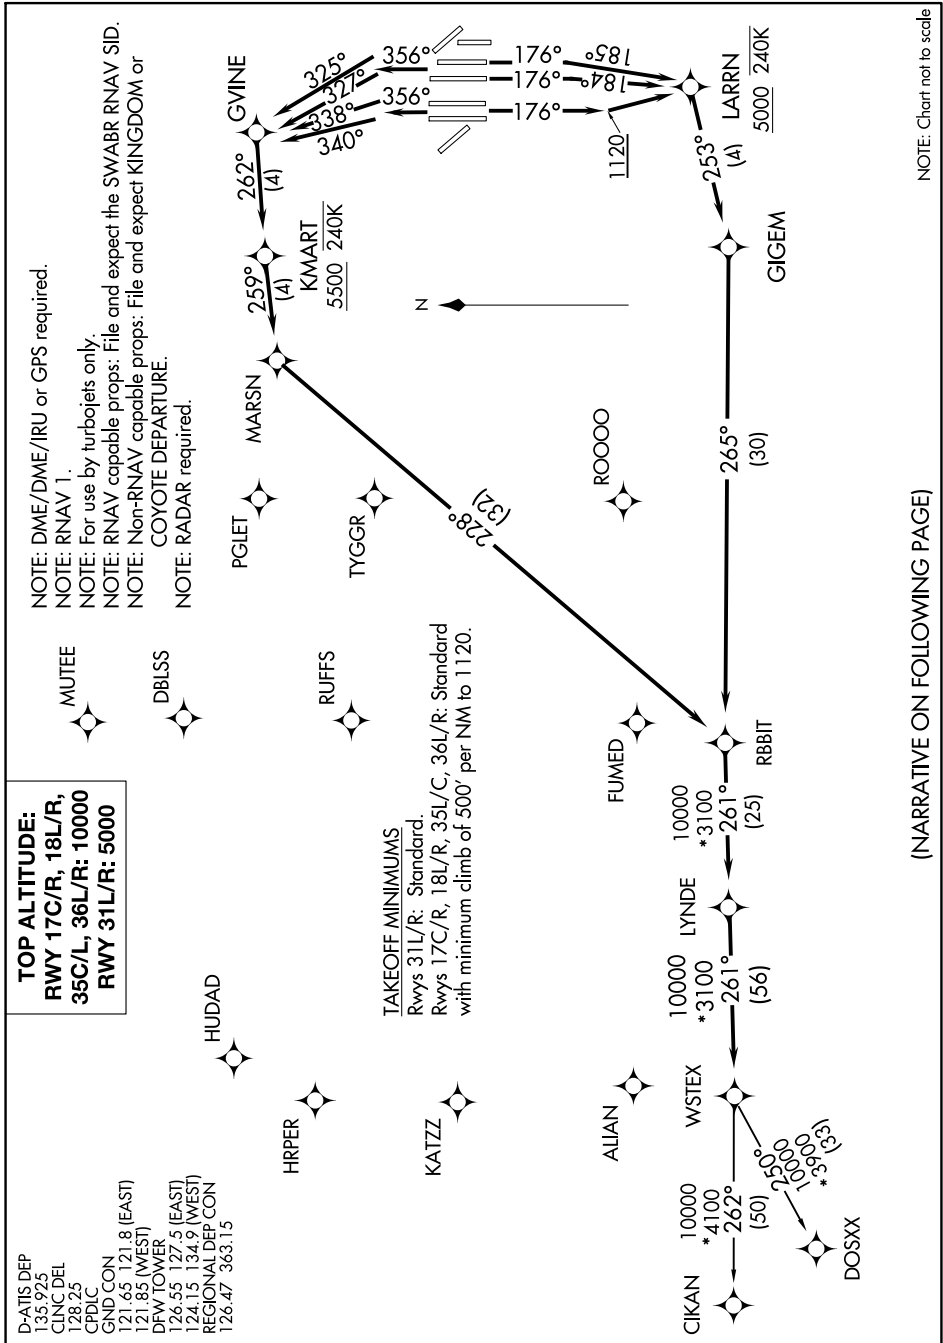 D-ATIS DEP
135.925
CLNC DEL
128.25
CPDLC
GND CON
121.65 121.8 (EAST)
121.85 (WEST)
DFW TOWER
126.55 127.5 (EAST)
124.15 134.9 (WEST)
REGIONAL DEP CON
126.47 363.15
TOP ALTITUDE:
RWY 17C/R, 18L/R,
35C/L, 36L/R: 10000
RWY 31L/R: 5000
NOTE: DME/DME/IRU or GPS required.
NOTE: RNAV 1.
NOTE: For use by turbojets only.
NOTE: RNAV capable props: File and expect the SWABR RNAV SID.
NOTE: Non-RNAV capable props: File and expect KINGDOM or
COYOTE DEPARTURE.
NOTE: RADAR required.
MUTEE
DBLSS
HUDAD
HRPER
RUFFS
PGLET
TYGGR
MARSN
259°
(4)
KMART
5500 240K
262°
(4)
GVINE
325°
327°
338°
340°
356°
356°
176°
176°
176°
185°
184°
1120
LARRN
5000 240K
253°
(4)
GIGEM
N
KATZZ
TAKEOFF MINIMUMS
Rwys 31L/R: Standard.
Rwys 17C/R, 18L/R, 35L/C, 36L/R: Standard
with minimum climb of 500' per NM to 1120.
228°
(32)
ROOOO
ALIAN
FUMED
265°
(30)
RBBIT
10000
*3100
261°
(25)
LYNDE
10000
*3100
261°
(56)
WSTEX
10000
*4100
262°
(50)
CIKAN
250°
10000
*3900
(33)
DOSXX
(NARRATIVE ON FOLLOWING PAGE)
NOTE: Chart not to scale